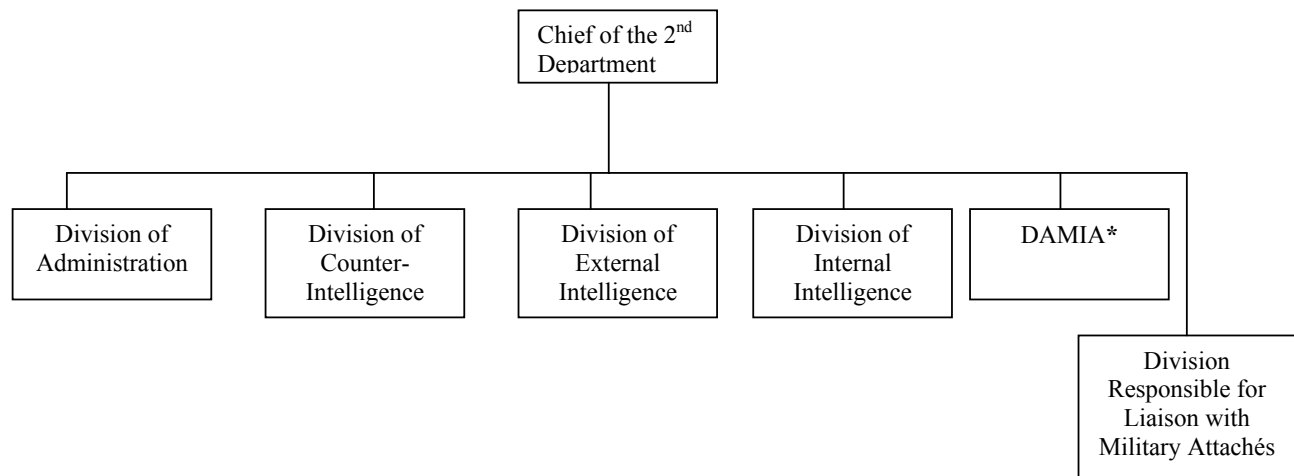 Chief of the 2nd
Department
Division of
Administration
Division of
Counter-
Intelligence
Division of
External
Intelligence
Division of
Internal
Intelligence
DAMIA*
Division
Responsible for
Liaison with
Military Attachés